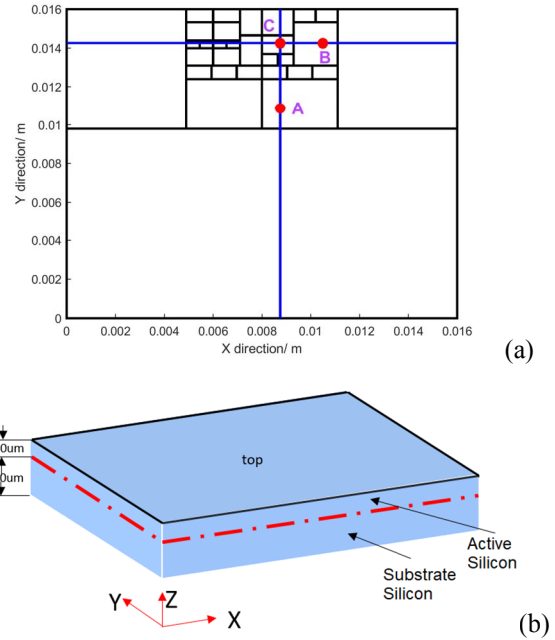 0.016
0.014
0.012
0.01
0.008
0.006
0.004
0.002
0
Y direction/ m
C
B
A
0 0.002 0.004 0.006 0.008 0.01 0.012 0.014 0.016
X direction/ m
(a)
0um
0um
top
Active
Silicon
Substrate
Silicon
Y Z X
(b)